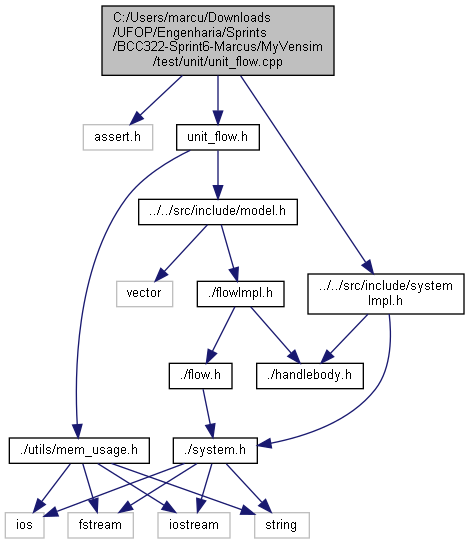 C:/Users/marcu/Downloads
/UFOP/Engenharia/Sprints
/BCC322-Sprint6-Marcus/MyVensim
/test/unit/unit_flow.cpp
assert.h
unit_flow.h
../../src/include/model.h
vector
./flowImpl.h
../../src/include/system
Impl.h
./flow.h
./handlebody.h
./utils/mem_usage.h
./system.h
ios
fstream
iostream
string